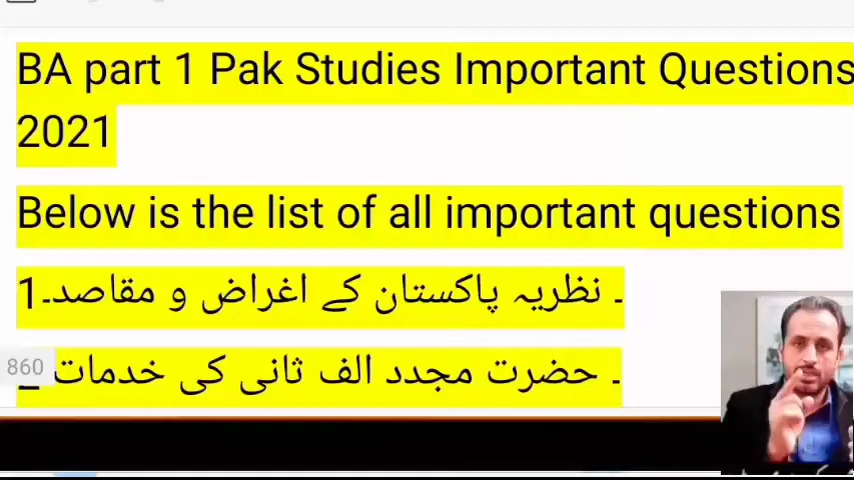 BA part 1 Pak Studies Important Questions
2021
Below is the list of all important questions
1۔ نظریہ پاکستان کے اغراض و مقاصد۔
۔ حضرت مجدد الف ثانی کی خدمات
860